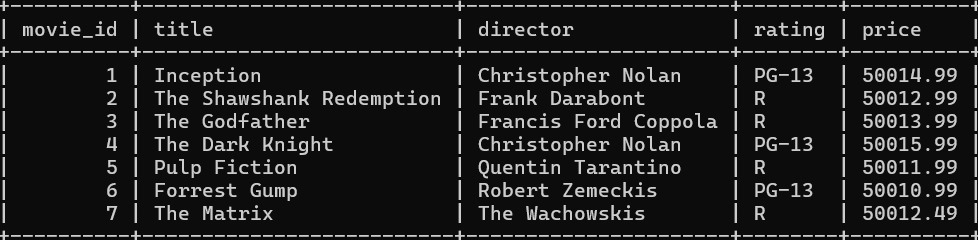 | movie_id | title | director | rating | price |
| 1 | Inception | Christopher Nolan | PG-13 | 50014.99 |
| 2 | The Shawshank Redemption | Frank Darabont | R | 50012.99 |
| 3 | The Godfather | Francis Ford Coppola | R | 50013.99 |
| 4 | The Dark Knight | Christopher Nolan | PG-13 | 50015.99 |
| 5 | Pulp Fiction | Quentin Tarantino | R | 50011.99 |
| 6 | Forrest Gump | Robert Zemeckis | PG-13 | 50010.99 |
| 7 | The Matrix | The Wachowskis | R | 50012.49 |